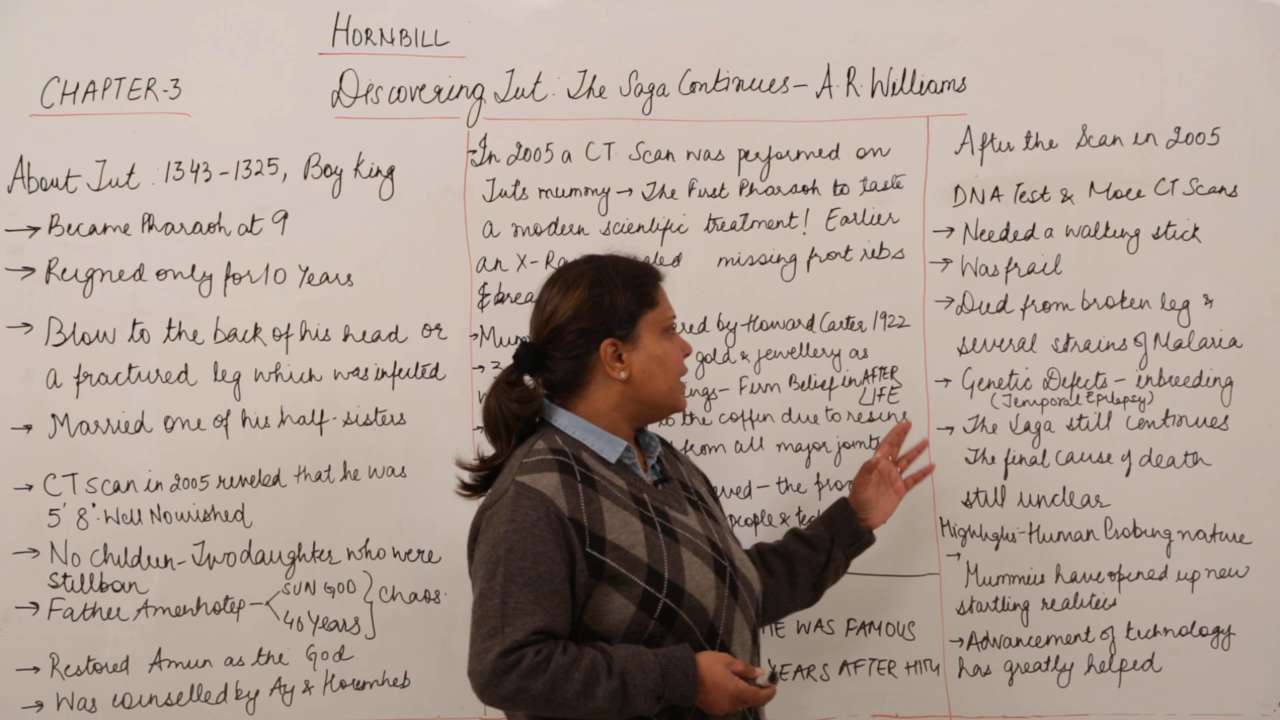 HORNBILL
CHAPTER-3
Discovering Tut: The Saga Continues – A.R. Williams
About Tut: 1343-1325, Boy King
→ Became Pharaoh at 9
→ Reigned only for 10 Years
→ Blow to the back of his head or
a fractured leg which was infected
→ Married one of his half-sisters
→ CT scan in 2005 reveled that he was
5' 8" Well Nourished
→ No children – Two daughter who were
stillborn
→ Father Amenhotep
SUN GOD
40 Years
Chaos
→ Restored Amun as the God
→ Was counselled by Ay & Horemheb
→ In 2005 a CT Scan was performed on
Tut's mummy → The First Pharaoh to taste
a modern scientific treatment! Earlier
an X-Ra missing front ribs
& brea
→ Mum red by Howard Carter 1922
gold & jewellery as
ings – Firm Belief in AFTER
LIFE
to the coffin due to resins
from all major joints
ved – the pro
people & tec
HE WAS FAMOUS
YEARS AFTER HIM
After the Scan in 2005
DNA Test & More CT Scans
→ Needed a walking stick
→ Was frail
→ Died from broken leg &
several strains of Malaria
→ Genetic Defects – inbreeding
(Temporal Epilepsy)
→ The Saga still continues
The final cause of death
still unclear
Highlights - Human Probing nature
→ Mummies have opened up new
startling realities
→ Advancement of technology
has greatly helped